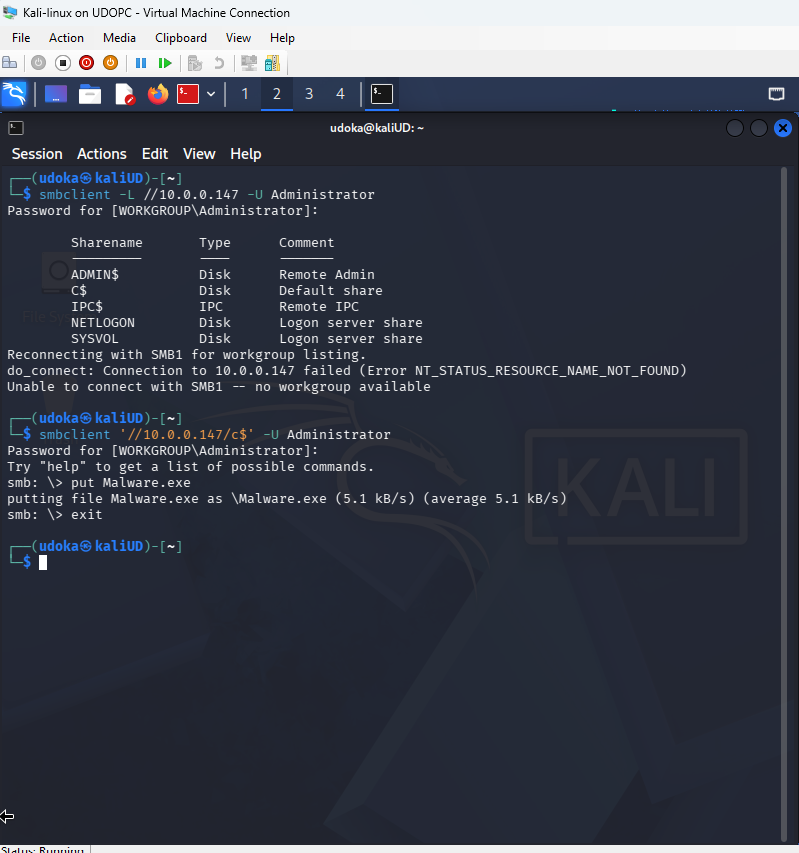 Kali-linux on UDOPC - Virtual Machine Connection
File Action Media Clipboard View Help
1 2 3 4
udoka@kaliUD: ~
Session Actions Edit View Help
┌──(udoka㉿kaliUD)-[~]
└─$ smbclient -L //10.0.0.147 -U Administrator
Password for [WORKGROUP\Administrator]:
Sharename Type Comment
--------- ---- -------
ADMIN$ Disk Remote Admin
C$ Disk Default share
IPC$ IPC Remote IPC
NETLOGON Disk Logon server share
SYSVOL Disk Logon server share
Reconnecting with SMB1 for workgroup listing.
do_connect: Connection to 10.0.0.147 failed (Error NT_STATUS_RESOURCE_NAME_NOT_FOUND)
Unable to connect with SMB1 -- no workgroup available
┌──(udoka㉿kaliUD)-[~]
└─$ smbclient '//10.0.0.147/c$' -U Administrator
Password for [WORKGROUP\Administrator]:
Try "help" to get a list of possible commands.
smb: \> put Malware.exe
putting file Malware.exe as \Malware.exe (5.1 kB/s) (average 5.1 kB/s)
smb: \> exit
┌──(udoka㉿kaliUD)-[~]
└─$
KALI
Status: Running